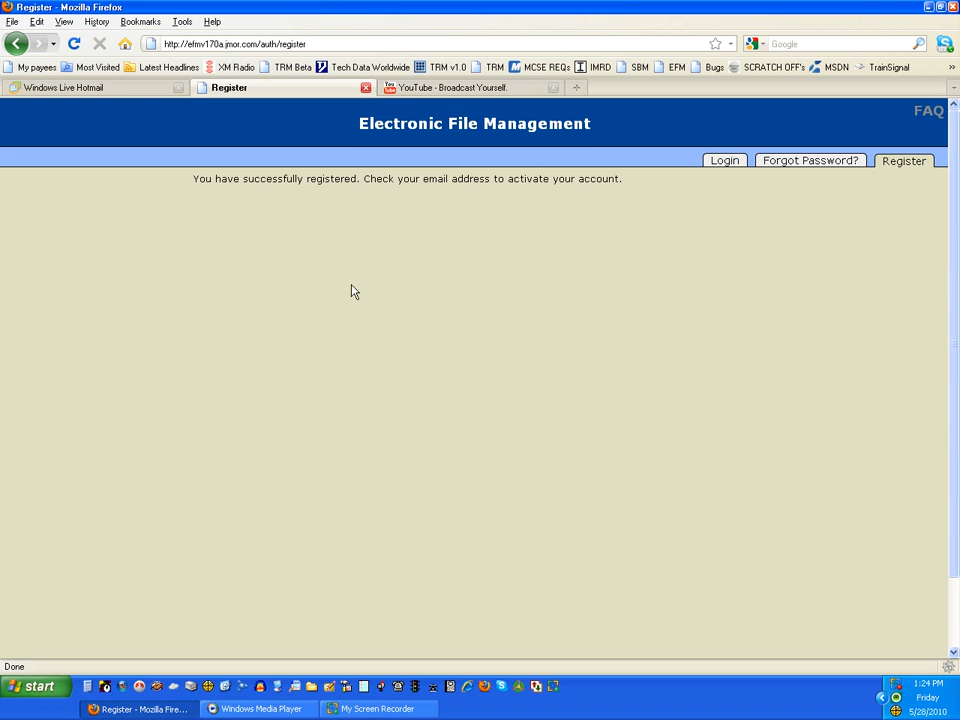 Register - Mozilla Firefox
File Edit View History Bookmarks Tools Help
http://efmv170a.jmor.com/auth/register
Google
My payees Most Visited Latest Headlines XM Radio TRM Beta Tech Data Worldwide TRM v1.0 TRM MCSE REQs IMRD SBM EFM Bugs SCRATCH OFF's MSDN TrainSignal »
Windows Live Hotmail Register YouTube - Broadcast Yourself.
FAQ
Electronic File Management
Login Forgot Password? Register
You have successfully registered. Check your email address to activate your account.
Done
start
1:24 PM
Friday
5/28/2010
Register - Mozilla Fire... Windows Media Player My Screen Recorder